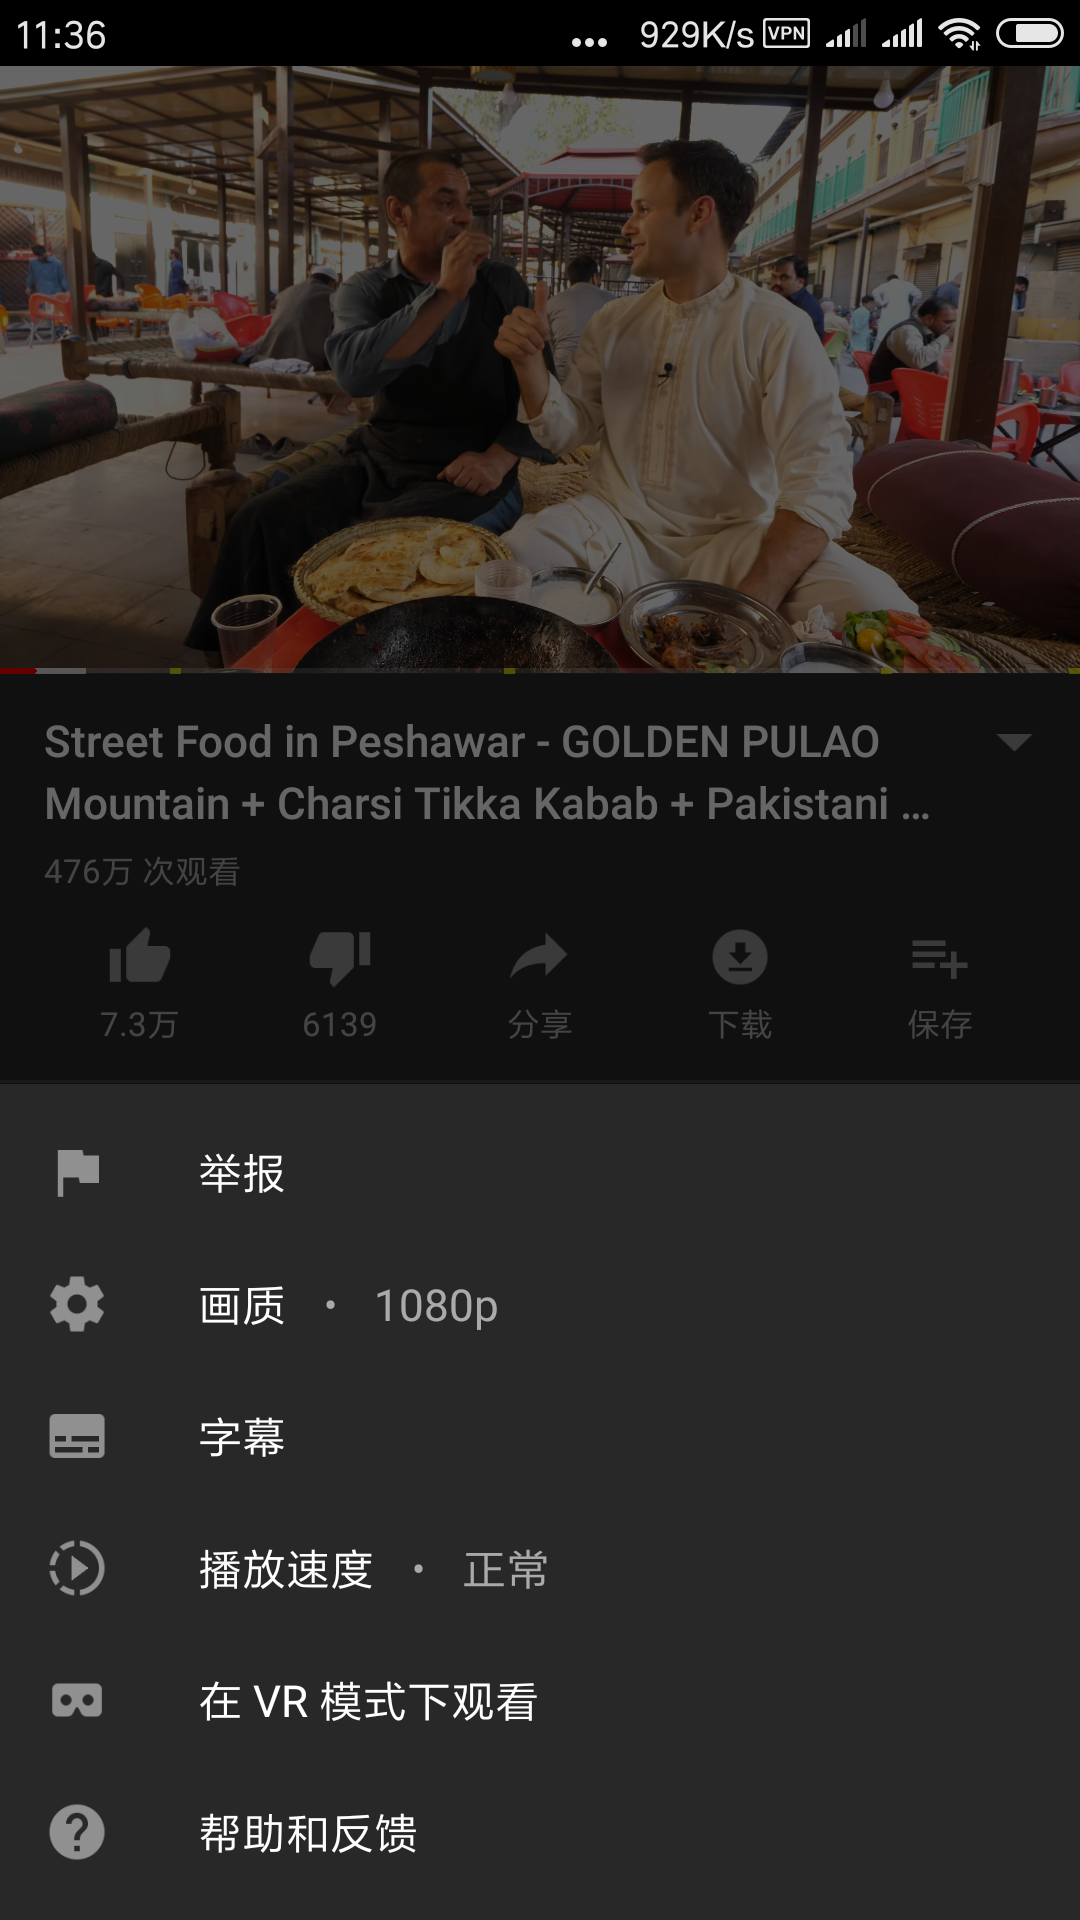 11:36 ... 929K/s VPN
Street Food in Peshawar - GOLDEN PULAO
Mountain + Charsi Tikka Kabab + Pakistani ...
476万 次观看
7.3万 6139 分享 下载 保存
举报
画质 · 1080p
字幕
播放速度 · 正常
在 VR 模式下观看
帮助和反馈